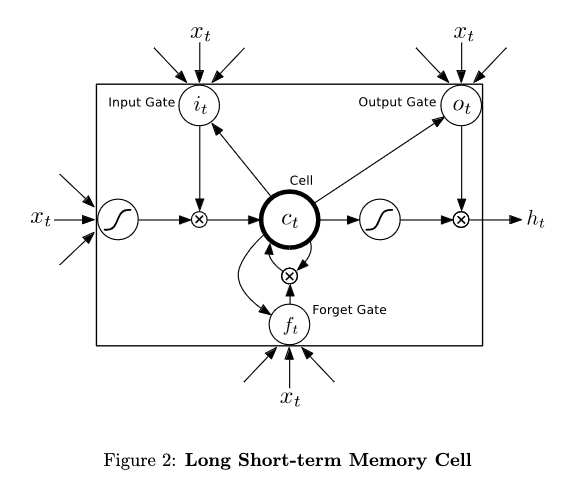 x_t x_t
Input Gate i_t Output Gate o_t
Cell
x_t c_t h_t
Forget Gate
f_t
x_t
Figure 2: Long Short-term Memory Cell